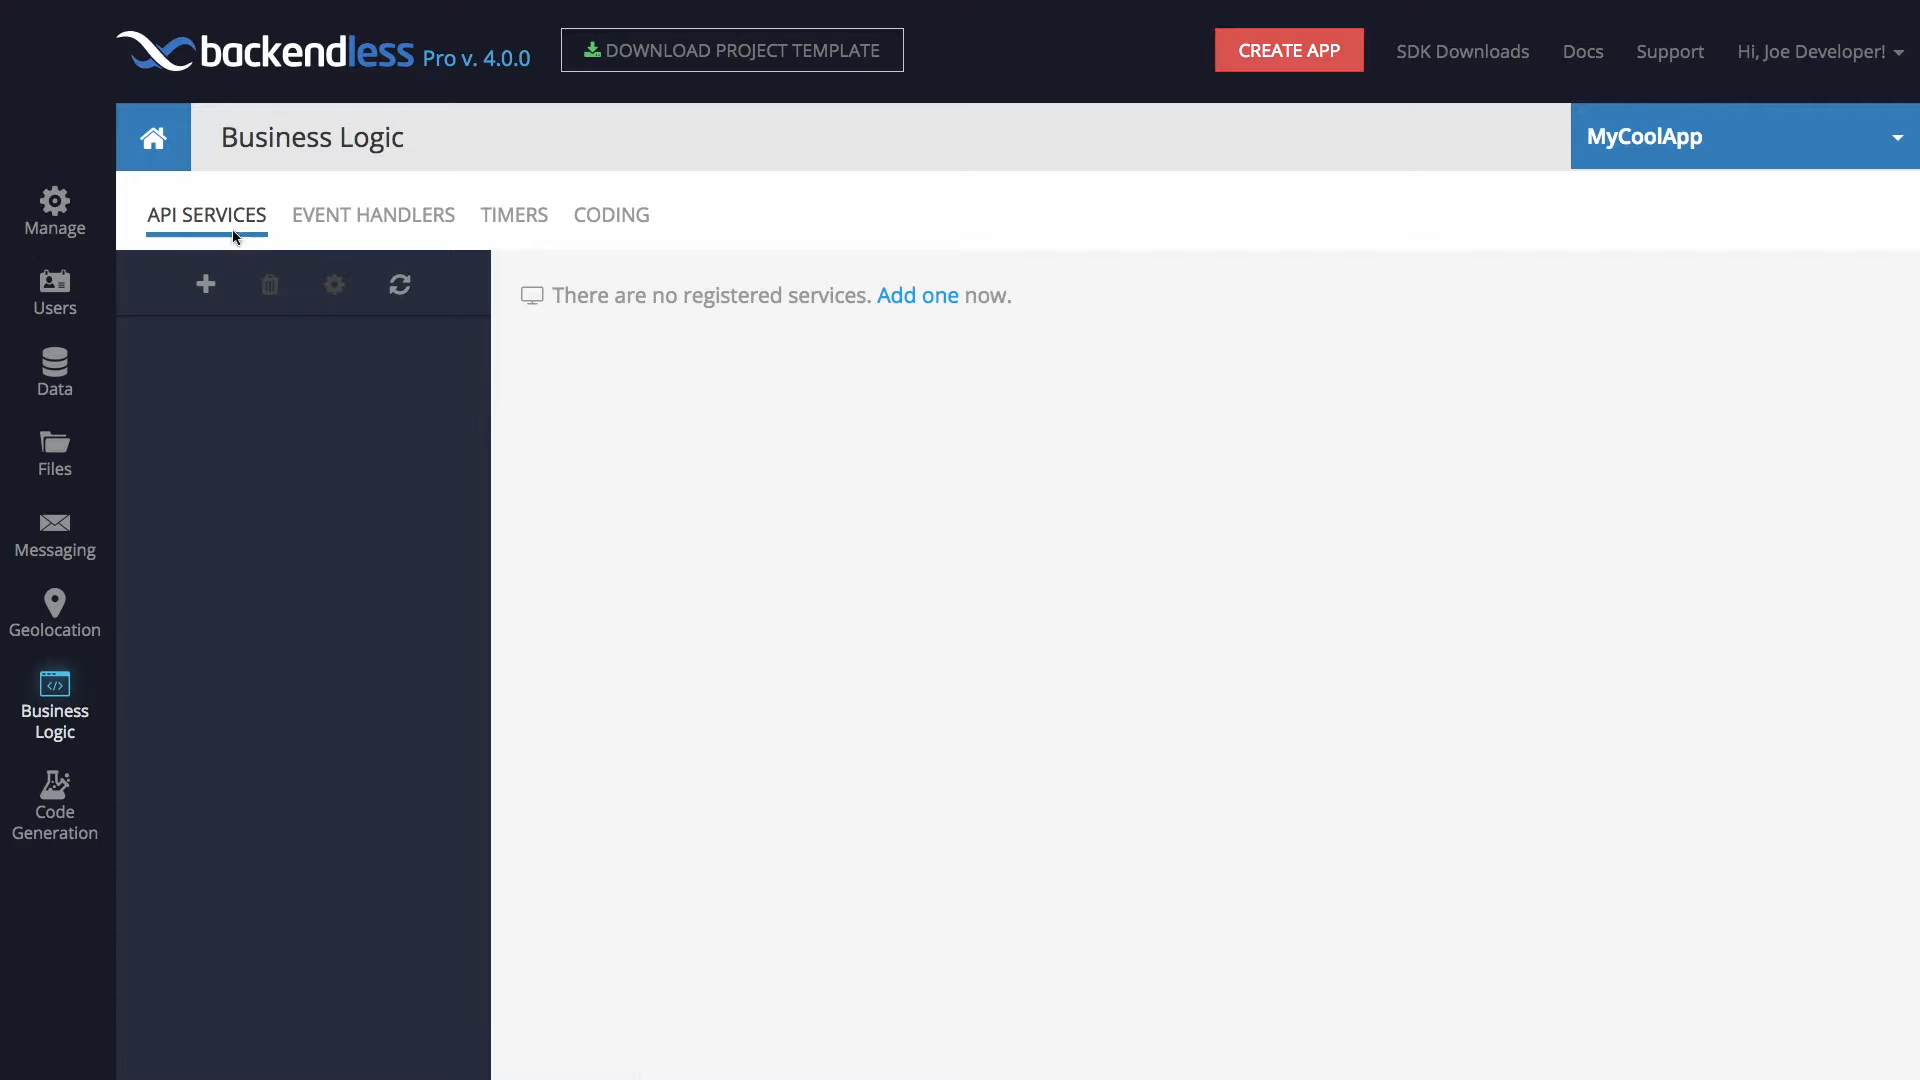 backendless Pro v. 4.0.0
DOWNLOAD PROJECT TEMPLATE
CREATE APP
SDK Downloads
Docs
Support
Hi, Joe Developer!
Business Logic
MyCoolApp
API SERVICES
EVENT HANDLERS
TIMERS
CODING
There are no registered services. Add one now.
Manage
Users
Data
Files
Messaging
Geolocation
Business
Logic
Code
Generation